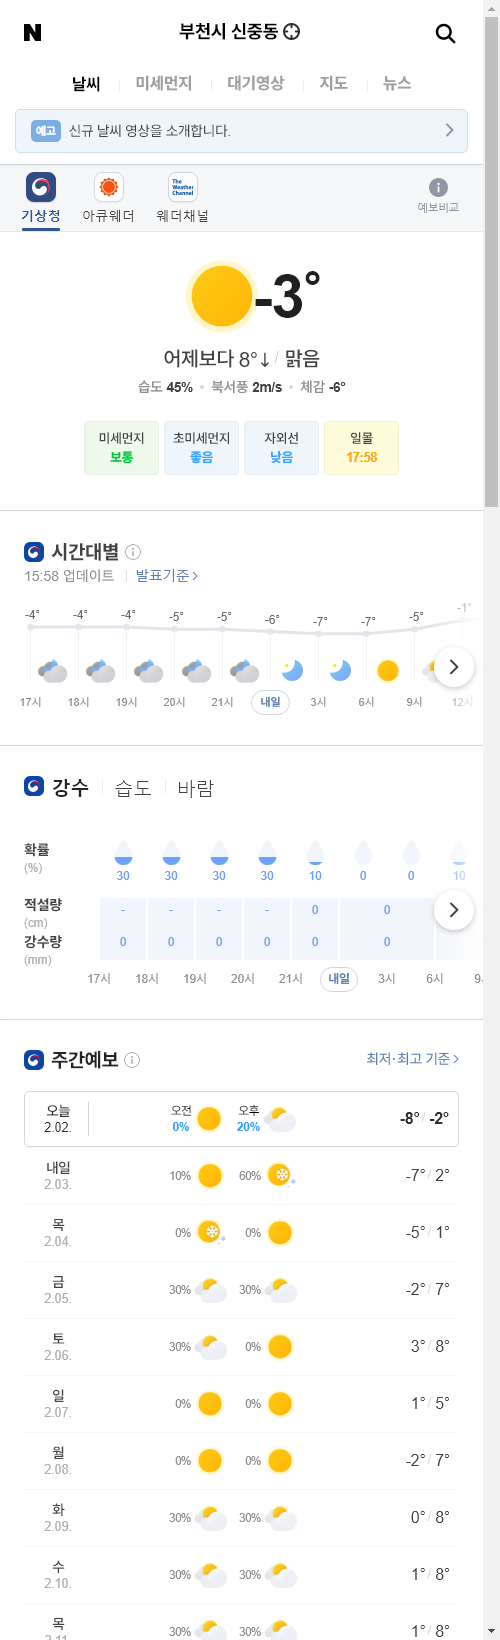 N
부천시 신중동
날씨 미세먼지 대기영상 지도 뉴스
예고 신규 날씨 영상을 소개합니다.
The Weather Channel
기상청 아큐웨더 웨더채널 예보비교
-3°
어제보다 8°↓ / 맑음
습도 45% • 북서풍 2m/s • 체감 -6°
미세먼지 초미세먼지 자외선 일몰
보통 좋음 낮음 17:58
시간대별
15:58 업데이트 발표기준 >
-4° -4° -4° -5° -5° -6° -7° -7° -5° -1°
17시 18시 19시 20시 21시 내일 3시 6시 9시 12시
강수 습도 바람
확률
(%)
30 30 30 30 10 0 0 10
적설량 - - - - 0 0
(cm)
강수량 0 0 0 0 0 0
(mm)
17시 18시 19시 20시 21시 내일 3시 6시
주간예보 최저·최고 기준 >
오늘 오전 오후
2.02. 0% 20% -8° / -2°
내일
2.03. 10% 60% -7° / 2°
목
2.04. 0% 0% -5° / 1°
금
2.05. 30% 30% -2° / 7°
토
2.06. 30% 0% 3° / 8°
일
2.07. 0% 0% 1° / 5°
월
2.08. 0% 0% -2° / 7°
화
2.09. 30% 30% 0° / 8°
수
2.10. 30% 30% 1° / 8°
목
30% 30% 1° / 8°